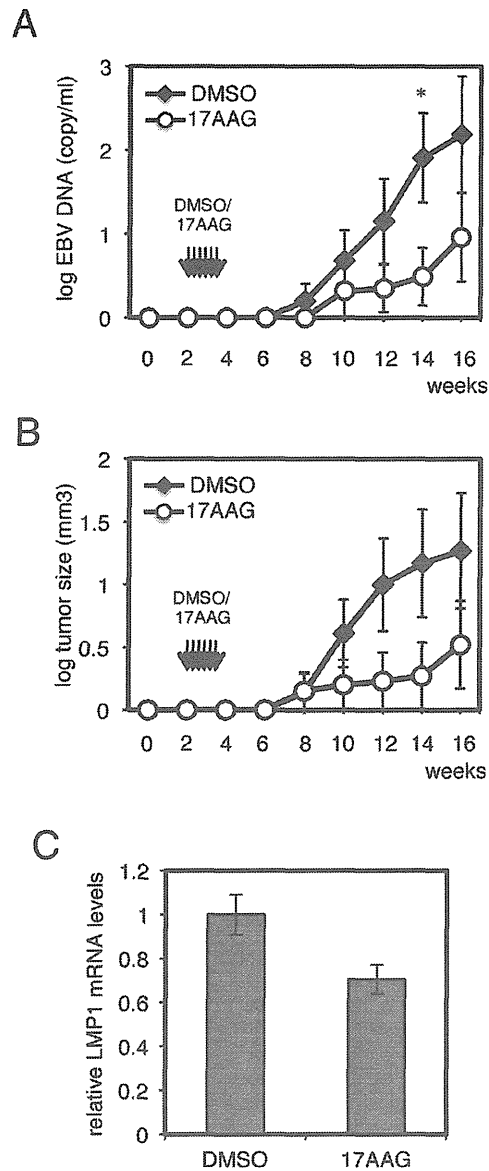 A
log EBV DNA (copy/ml)
3
2
1
0
DMSO
17AAG
*
DMSO/
17AAG
0 2 4 6 8 10 12 14 16
weeks
B
log tumor size (mm3)
2
1.5
1
0.5
0
DMSO
17AAG
DMSO/
17AAG
0 2 4 6 8 10 12 14 16
weeks
C
relative LMP1 mRNA levels
1.2
1
0.8
0.6
0.4
0.2
0
DMSO 17AAG